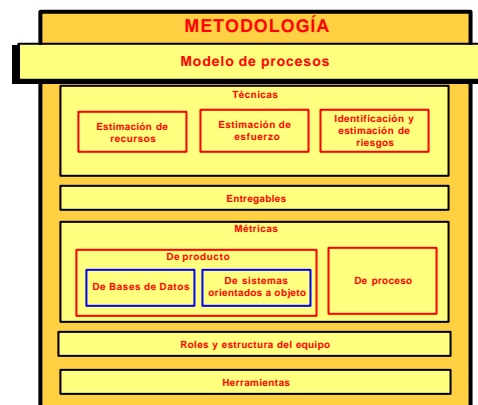 METODOLOGÍA
Modelo de procesos
Técnicas
Estimación de
recursos
Estimación de
esfuerzo
Identificación y
estimación de
riesgos
Entregables
Métricas
De producto
De Bases de Datos
De sistemas
orientados a objeto
De proceso
Roles y estructura del equipo
Herramientas